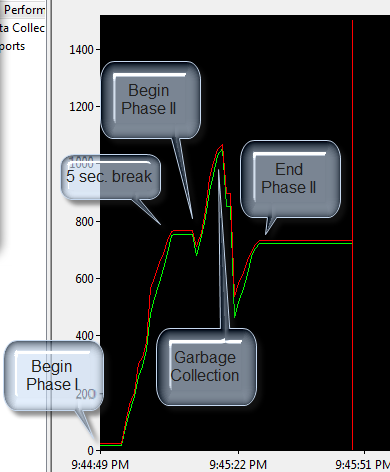 Perform
ta Collec
ports
1400
1200
Begin
Phase II
1000
5 sec. break
End
Phase II
800
600
400
Garbage
Collection
Begin
Phase I
200
0
9:44:49 PM
9:45:22 PM
9:45:51 PM